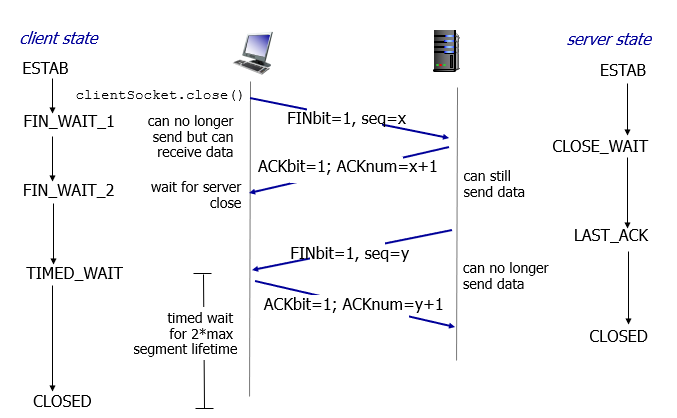 client state
server state
ESTAB
ESTAB
clientSocket.close()
FINbit=1, seq=x
FIN_WAIT_1
can no longer
send but can
receive data
CLOSE_WAIT
ACKbit=1; ACKnum=x+1
FIN_WAIT_2
wait for server
close
can still
send data
LAST_ACK
FINbit=1, seq=y
TIMED_WAIT
can no longer
send data
ACKbit=1; ACKnum=y+1
timed wait
for 2*max
segment lifetime
CLOSED
CLOSED